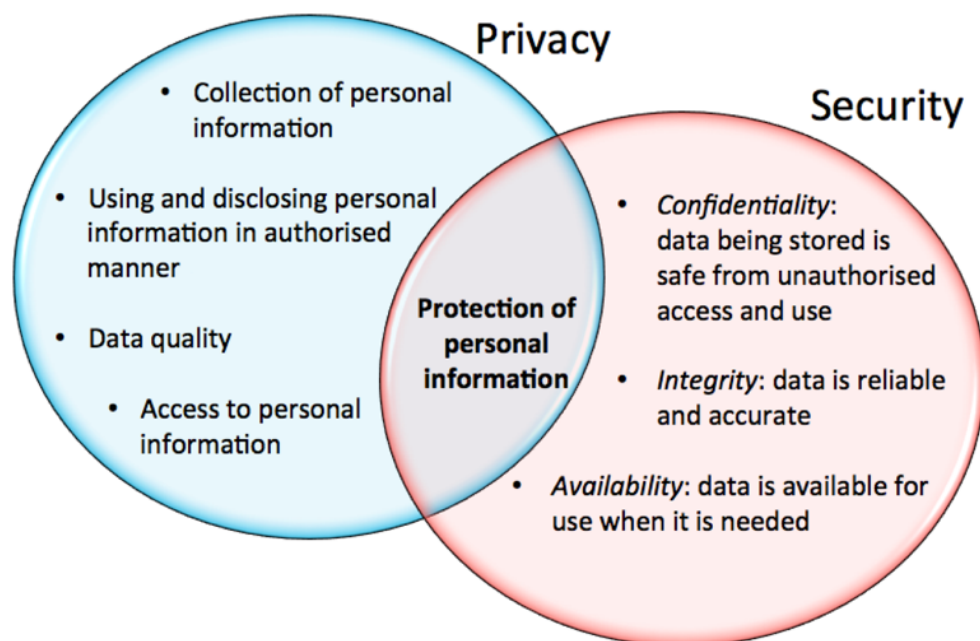 Privacy
• Collection of personal
information
• Using and disclosing personal
information in authorised
manner
• Data quality
• Access to personal
information
Protection of
personal
information
Security
• Confidentiality:
data being stored is
safe from unauthorised
access and use
• Integrity: data is reliable
and accurate
• Availability: data is available for
use when it is needed